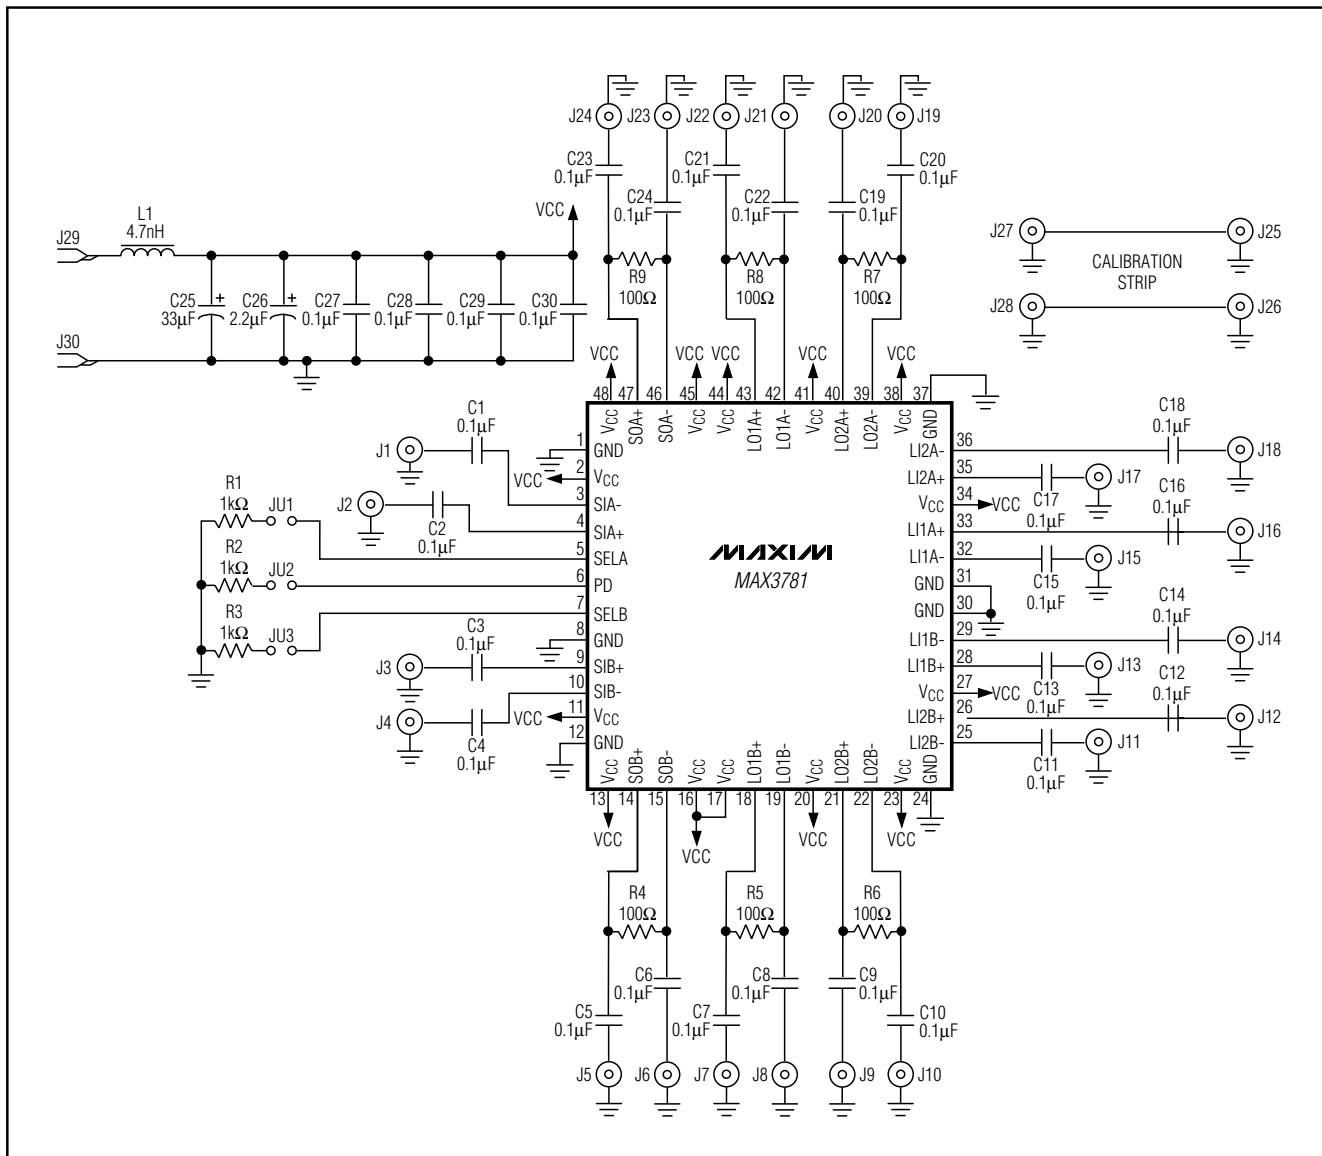 J24 J23 J22 J21 J20 J19
C23 0.1µF
C24 0.1µF
C21 0.1µF
C22 0.1µF
C19 0.1µF
C20 0.1µF
R9 100Ω
R8 100Ω
R7 100Ω
J29
L1
4.7nH
VCC
C25 33µF
+
C26 2.2µF
+
C27 0.1µF
C28 0.1µF
C29 0.1µF
C30 0.1µF
J30
J27 J25
CALIBRATION
STRIP
J28 J26
VCC VCC VCC VCC VCC
48 47 46 45 44 43 42 41 40 39 38 37
VCC SOA+ SOA- VCC VCC LO1A+ LO1A- VCC LO2A+ LO2A- VCC GND
MAXIM
MAX3781
J1
C1
0.1µF
J2
C2
0.1µF
R1
1kΩ
JU1
R2
1kΩ
JU2
R3
1kΩ
JU3
J3
C3
0.1µF
J4
C4
0.1µF
1 GND
VCC 2 VCC
3 SIA-
4 SIA+
5 SELA
6 PD
7 SELB
8 GND
9 SIB+
10 SIB-
VCC 11 VCC
12 GND
LI2A- 36 C18 0.1µF J18
LI2A+ 35 C17 0.1µF J17
VCC 34 VCC
LI1A+ 33 C16 0.1µF J16
LI1A- 32 C15 0.1µF J15
GND 31
GND 30
LI1B- 29 C14 0.1µF J14
LI1B+ 28 C13 0.1µF J13
VCC 27 VCC
LI2B+ 26 C12 0.1µF J12
LI2B- 25 C11 0.1µF J11
VCC SOB+ SOB- VCC VCC LO1B+ LO1B- VCC LO2B+ LO2B- VCC GND
13 14 15 16 17 18 19 20 21 22 23 24
VCC VCC VCC VCC
R4 100Ω
R5 100Ω
R6 100Ω
C5 0.1µF
C6 0.1µF
C7 0.1µF
C8 0.1µF
C9 0.1µF
C10 0.1µF
J5 J6 J7 J8 J9 J10